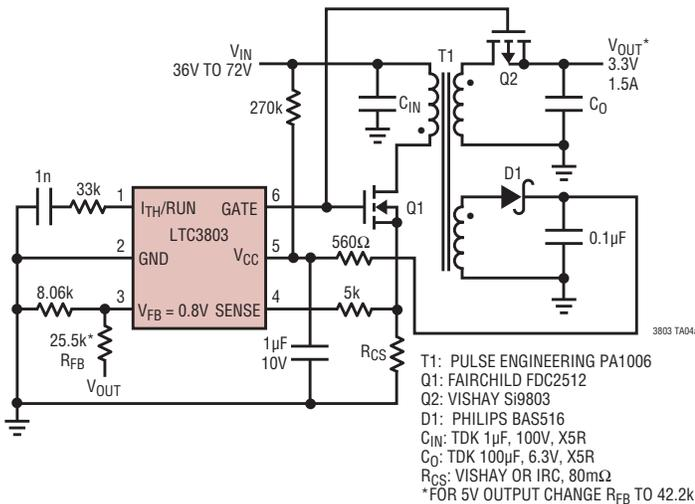 V_IN
36V TO 72V
270k
C_IN
T1
Q2
V_OUT*
3.3V
1.5A
C_O
1n
33k
1
I_TH/RUN
GATE
6
Q1
D1
LTC3803
2
GND
V_CC
5
560Ω
0.1µF
8.06k
3
V_FB = 0.8V
SENSE
4
5k
25.5k*
R_FB
V_OUT
1µF
10V
R_CS
T1: PULSE ENGINEERING PA1006
Q1: FAIRCHILD FDC2512
Q2: VISHAY Si9803
D1: PHILIPS BAS516
C_IN: TDK 1µF, 100V, X5R
C_O: TDK 100µF, 6.3V, X5R
R_CS: VISHAY OR IRC, 80mΩ
*FOR 5V OUTPUT CHANGE R_FB TO 42.2k